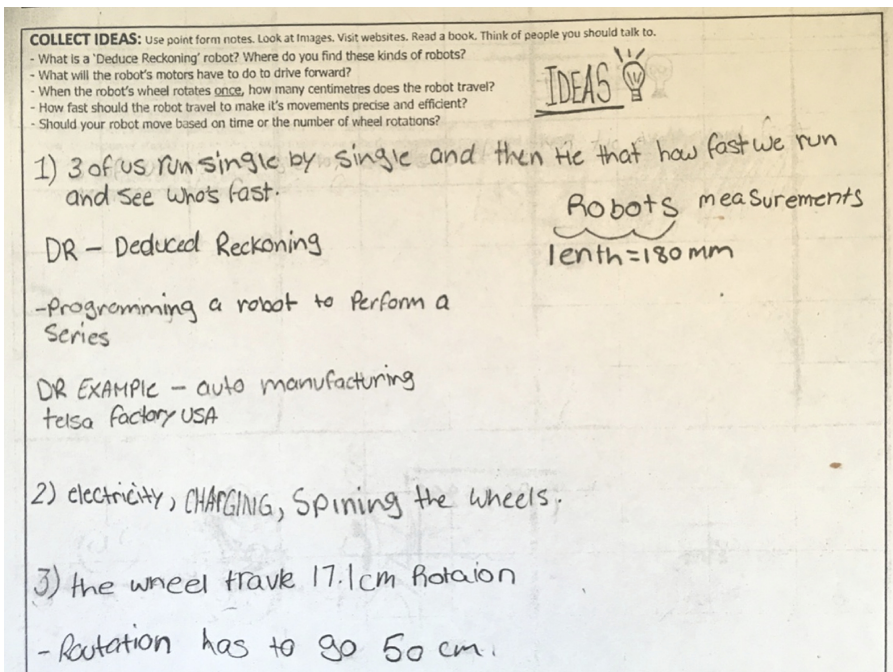 COLLECT IDEAS: Use point form notes. Look at Images. Visit websites. Read a book. Think of people you should talk to.
- What is a 'Deduce Reckoning' robot? Where do you find these kinds of robots?
- What will the robot's motors have to do to drive forward?
- When the robot's wheel rotates once, how many centimetres does the robot travel?
- How fast should the robot travel to make it's movements precise and efficient?
- Should your robot move based on time or the number of wheel rotations?
IDEAS
1) 3 of us run single by single and then tie that how fast we run
and see who's fast.
Robots measurements
lenth=180mm
DR - Deduced Reckoning
-Programming a robot to Perform a
Series
DR EXAMPLE - auto manufacturing
telsa factory USA
2) electricity, CHARGING, Spining the wheels.
3) the wheel travle 17.1cm Rotaion
- Routation has to go 50 cm.